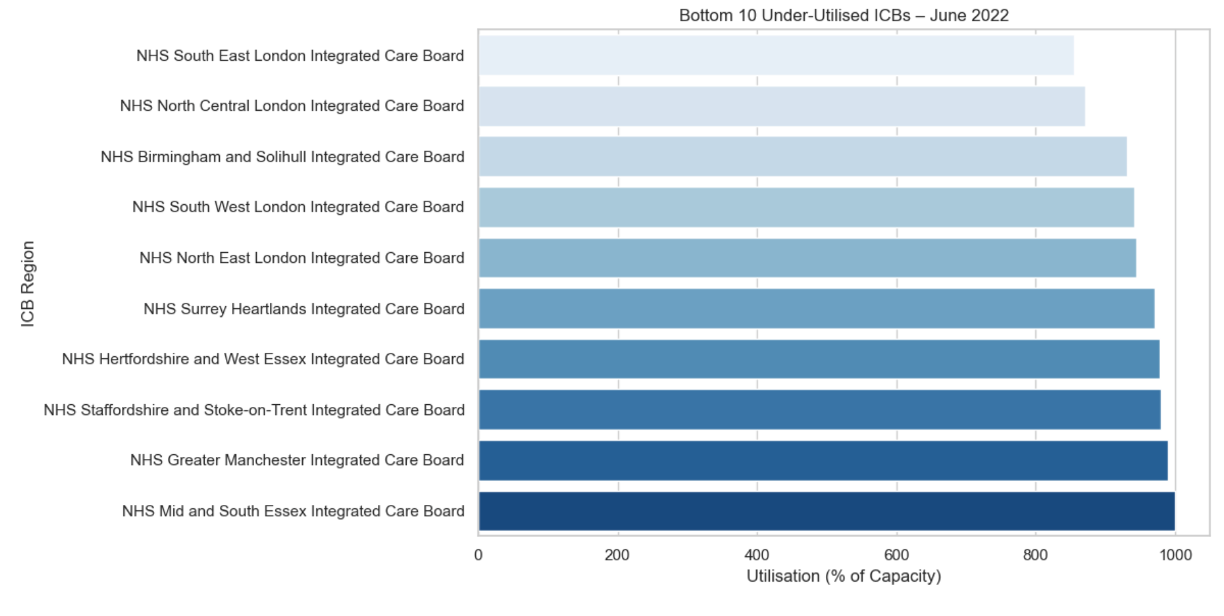 Bottom 10 Under-Utilised ICBs – June 2022
ICB Region
NHS South East London Integrated Care Board
NHS North Central London Integrated Care Board
NHS Birmingham and Solihull Integrated Care Board
NHS South West London Integrated Care Board
NHS North East London Integrated Care Board
NHS Surrey Heartlands Integrated Care Board
NHS Hertfordshire and West Essex Integrated Care Board
NHS Staffordshire and Stoke-on-Trent Integrated Care Board
NHS Greater Manchester Integrated Care Board
NHS Mid and South Essex Integrated Care Board
0 200 400 600 800 1000
Utilisation (% of Capacity)